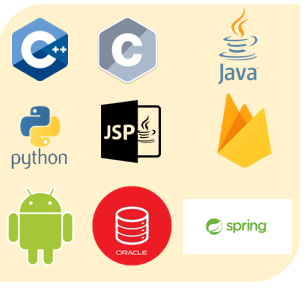 C++
C
Java
python
JSP
ORACLE
spring